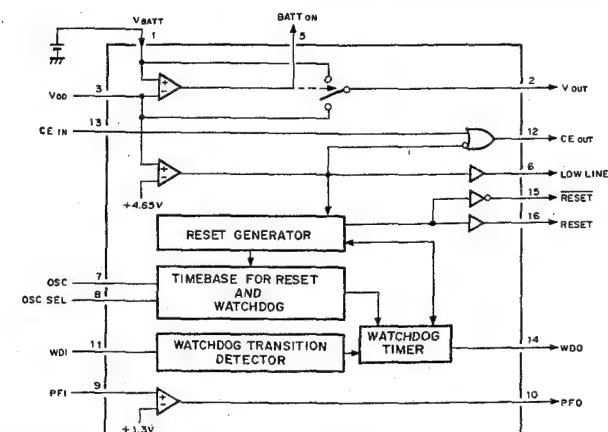 VBATT
BATT ON
1
5
3
VDD
2
VOUT
13
CE IN
12
CE OUT
6
LOW LINE
+4.65V
15
RESET
16
RESET
RESET GENERATOR
7
OSC
8
OSC SEL
TIMEBASE FOR RESET
AND
WATCHDOG
11
WDI
WATCHDOG TRANSITION
DETECTOR
WATCHDOG
TIMER
14
WDO
9
PFI
10
PFO
+1.3V